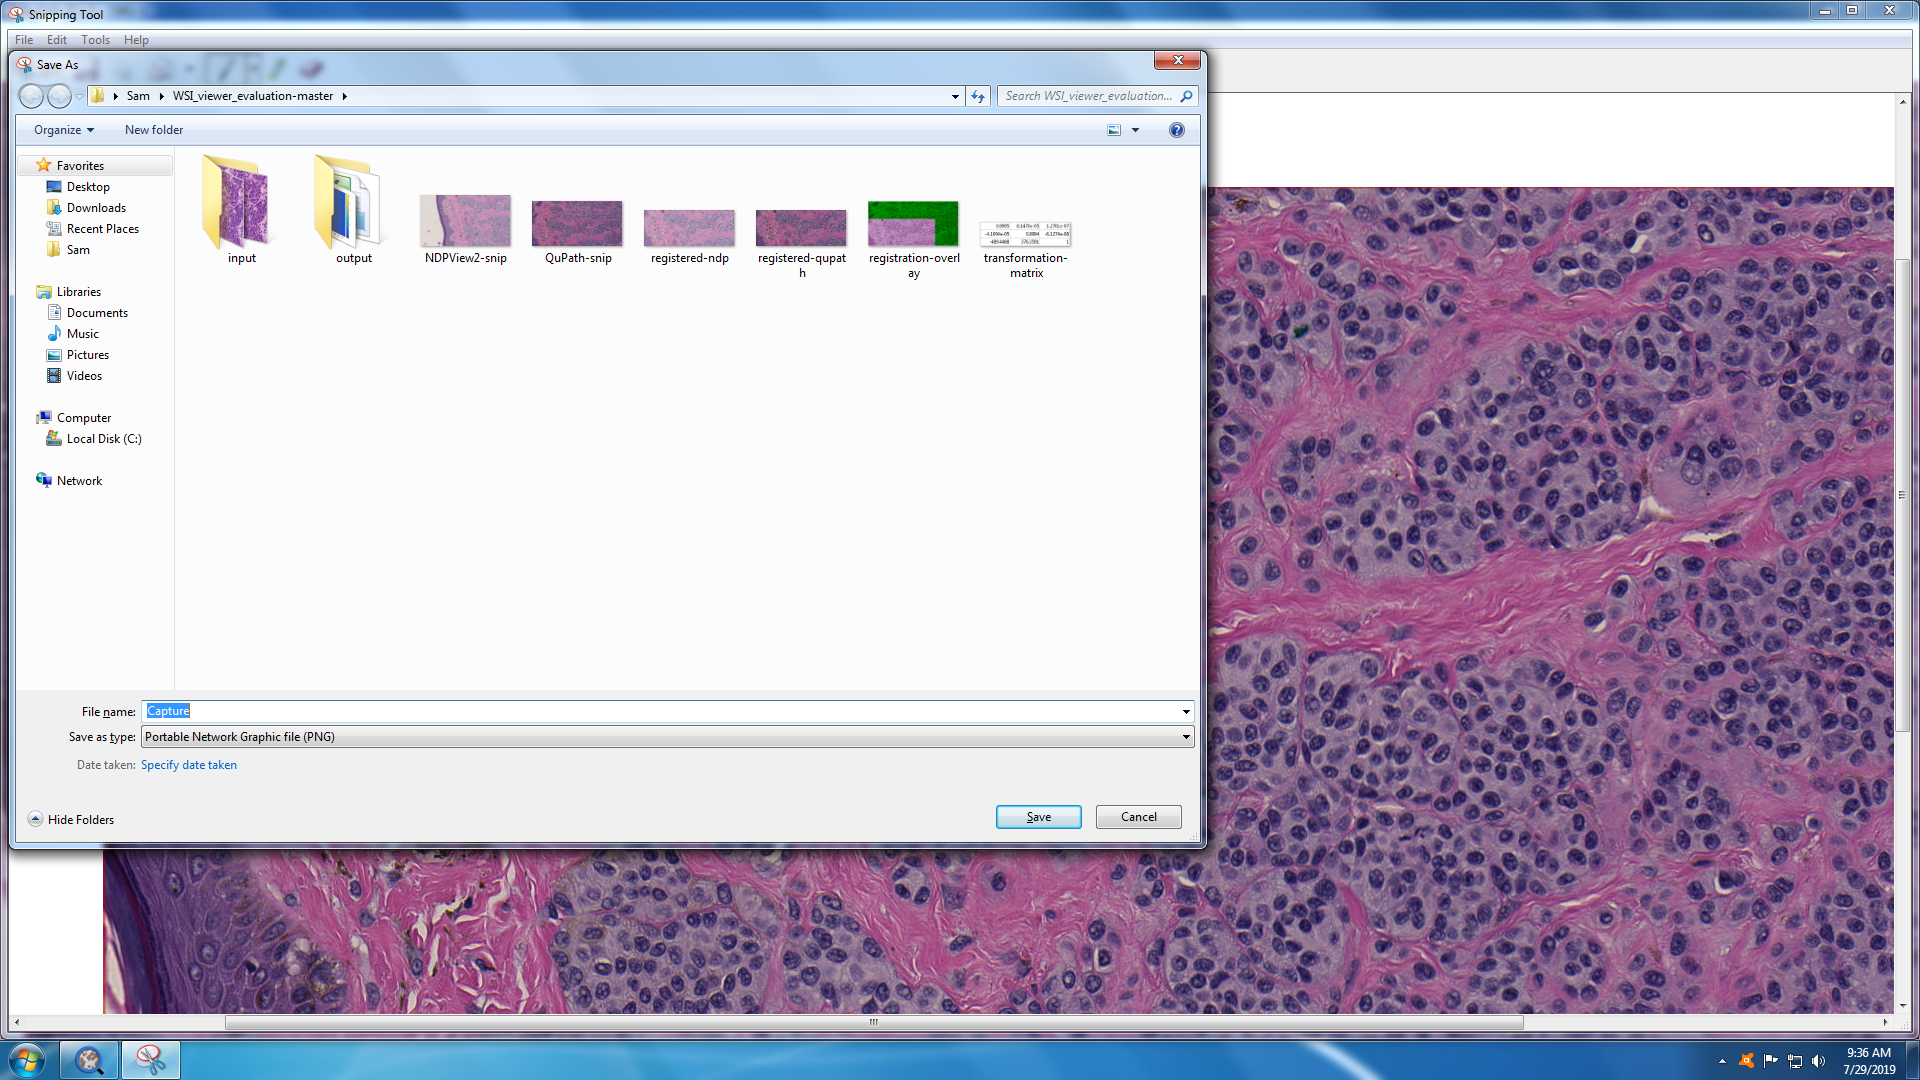 Snipping Tool
File Edit Tools Help
Save As
Sam WSI_viewer_evaluation-master
Search WSI_viewer_evaluation...
Organize New folder
Favorites
Desktop
Downloads
Recent Places
Sam
Libraries
Documents
Music
Pictures
Videos
Computer
Local Disk (C:)
Network
input
output
NDPView2-snip
QuPath-snip
registered-ndp
registered-qupat
h
registration-overl
ay
transformation-
matrix
File name: Capture
Save as type: Portable Network Graphic file (PNG)
Date taken: Specify date taken
Hide Folders
Save Cancel
9:36 AM
7/29/2019